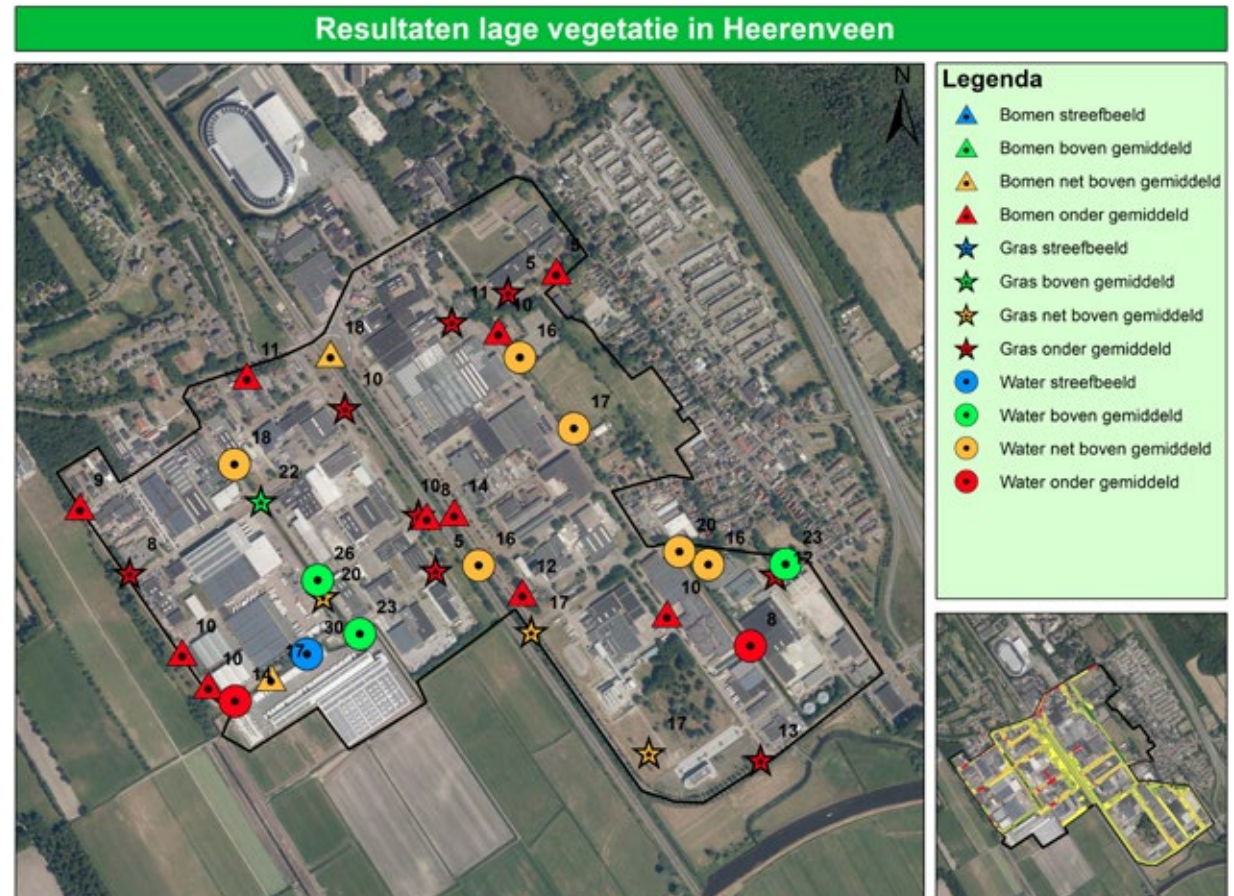 Resultaten lage vegetatie in Heerenveen
N
Legenda
Bomen streefbeeld
Bomen boven gemiddeld
Bomen net boven gemiddeld
Bomen onder gemiddeld
Gras streefbeeld
Gras boven gemiddeld
Gras net boven gemiddeld
Gras onder gemiddeld
Water streefbeeld
Water boven gemiddeld
Water net boven gemiddeld
Water onder gemiddeld
5
11
10
18
16
11
10
17
18
22
9
10
8
14
20
16
23
12
26
16
5
8
20
12
10
17
23
8
30
10
17
10
14
17
13